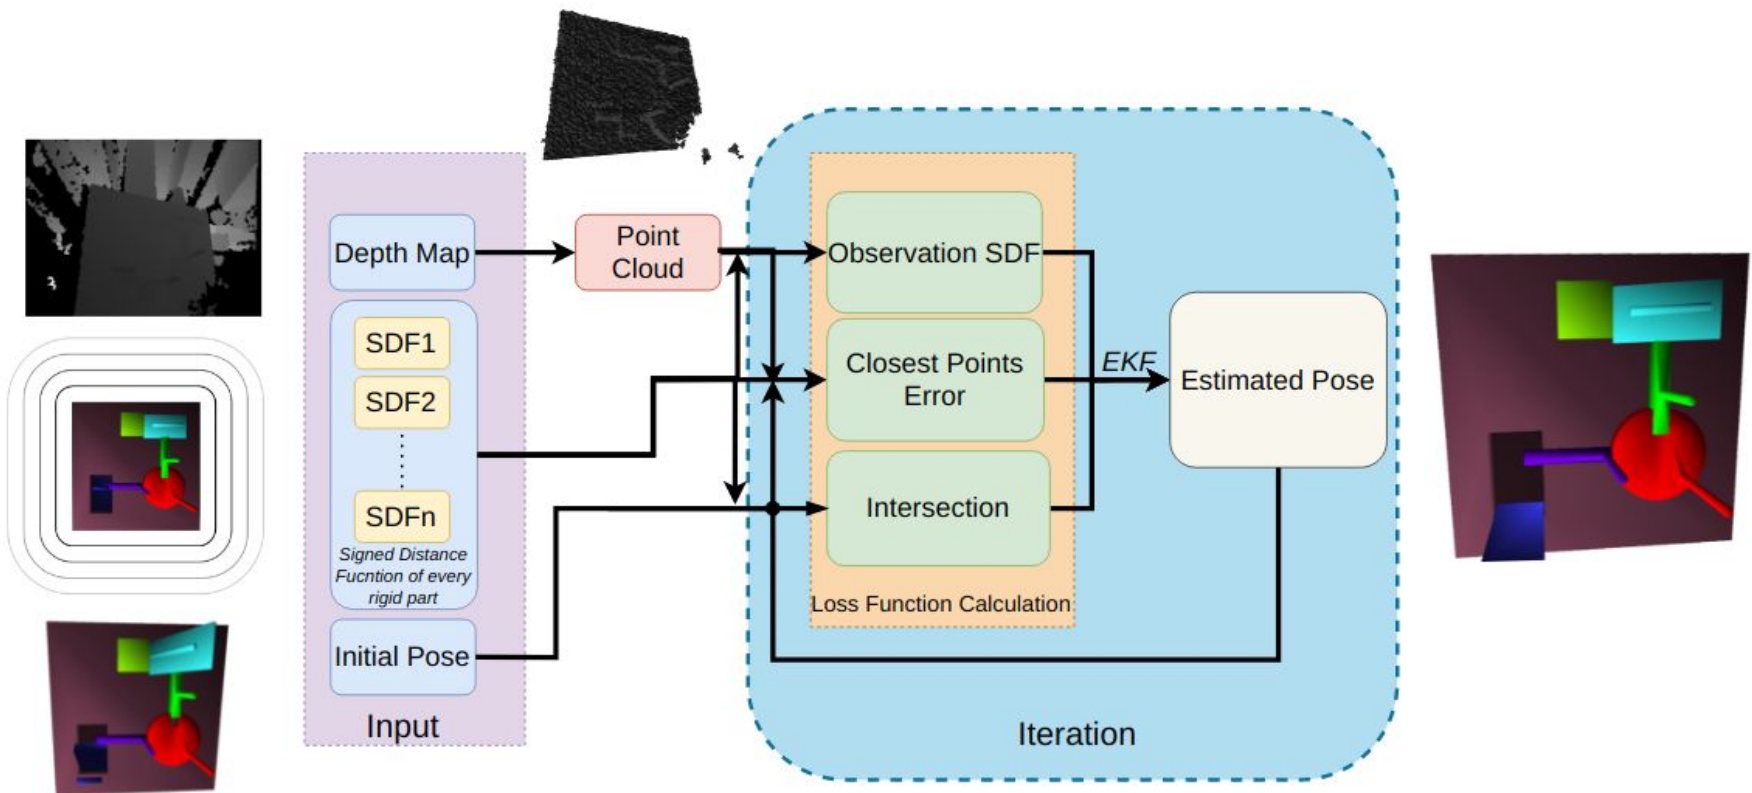 Depth Map
SDF1
SDF2
SDFn
Signed Distance
Fucntion of every
rigid part
Initial Pose
Input
Point
Cloud
Observation SDF
Closest Points
Error
Intersection
Loss Function Calculation
EKF
Estimated Pose
Iteration